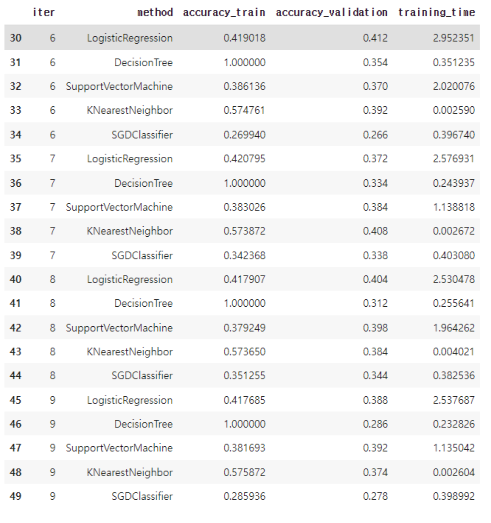 iter method accuracy_train accuracy_validation training_time
30 6 LogisticRegression 0.419018 0.412 2.952351
31 6 DecisionTree 1.000000 0.354 0.351235
32 6 SupportVectorMachine 0.386136 0.370 2.020076
33 6 KNearestNeighbor 0.574761 0.392 0.002590
34 6 SGDClassifier 0.269940 0.266 0.396740
35 7 LogisticRegression 0.420795 0.372 2.576931
36 7 DecisionTree 1.000000 0.334 0.243937
37 7 SupportVectorMachine 0.383026 0.384 1.138818
38 7 KNearestNeighbor 0.573872 0.408 0.002672
39 7 SGDClassifier 0.342368 0.338 0.403080
40 8 LogisticRegression 0.417907 0.404 2.530478
41 8 DecisionTree 1.000000 0.312 0.255641
42 8 SupportVectorMachine 0.379249 0.398 1.964262
43 8 KNearestNeighbor 0.573650 0.384 0.004021
44 8 SGDClassifier 0.351255 0.344 0.382536
45 9 LogisticRegression 0.417685 0.388 2.537687
46 9 DecisionTree 1.000000 0.286 0.232826
47 9 SupportVectorMachine 0.381693 0.392 1.135042
48 9 KNearestNeighbor 0.575872 0.374 0.002604
49 9 SGDClassifier 0.285936 0.278 0.398992